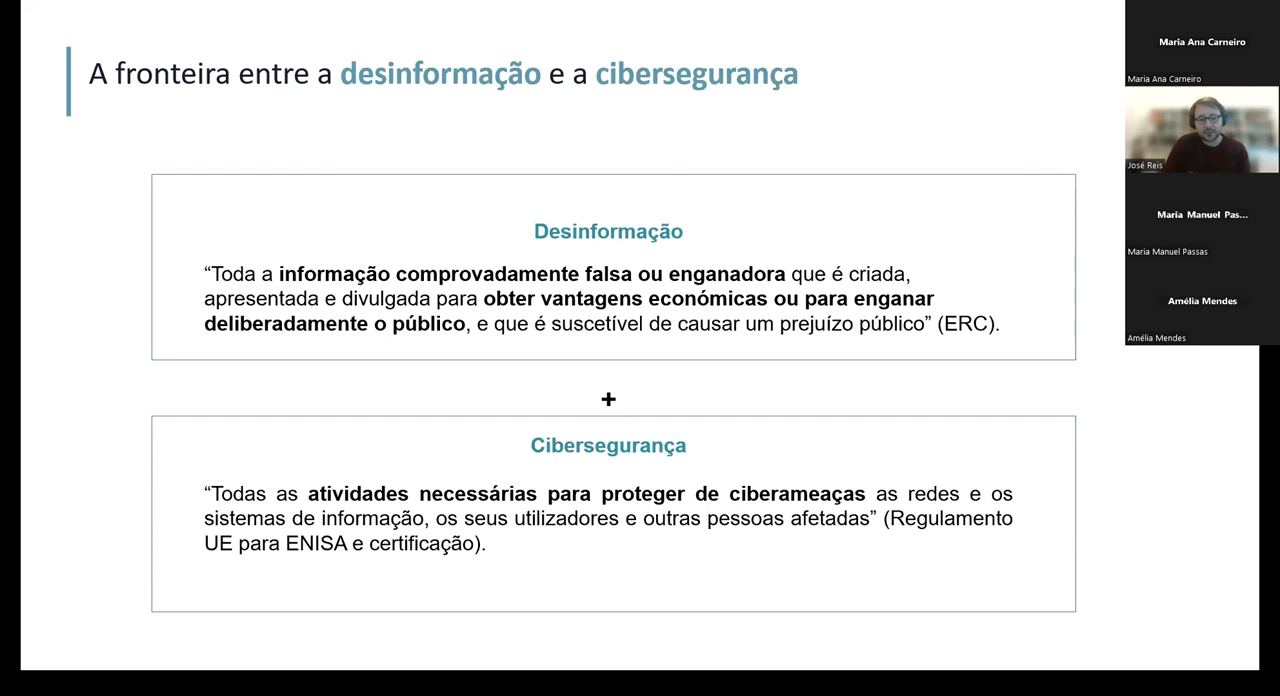 A fronteira entre a desinformação e a cibersegurança
Desinformação
“Toda a informação comprovadamente falsa ou enganadora que é criada,
apresentada e divulgada para obter vantagens económicas ou para enganar
deliberadamente o público, e que é suscetível de causar um prejuízo público” (ERC).
+
Cibersegurança
“Todas as atividades necessárias para proteger de ciberameaças as redes e os
sistemas de informação, os seus utilizadores e outras pessoas afetadas” (Regulamento
UE para ENISA e certificação).
Maria Ana Carneiro
Maria Ana Carneiro
José Reis
Maria Manuel Pas...
Maria Manuel Passas
Amélia Mendes
Amélia Mendes